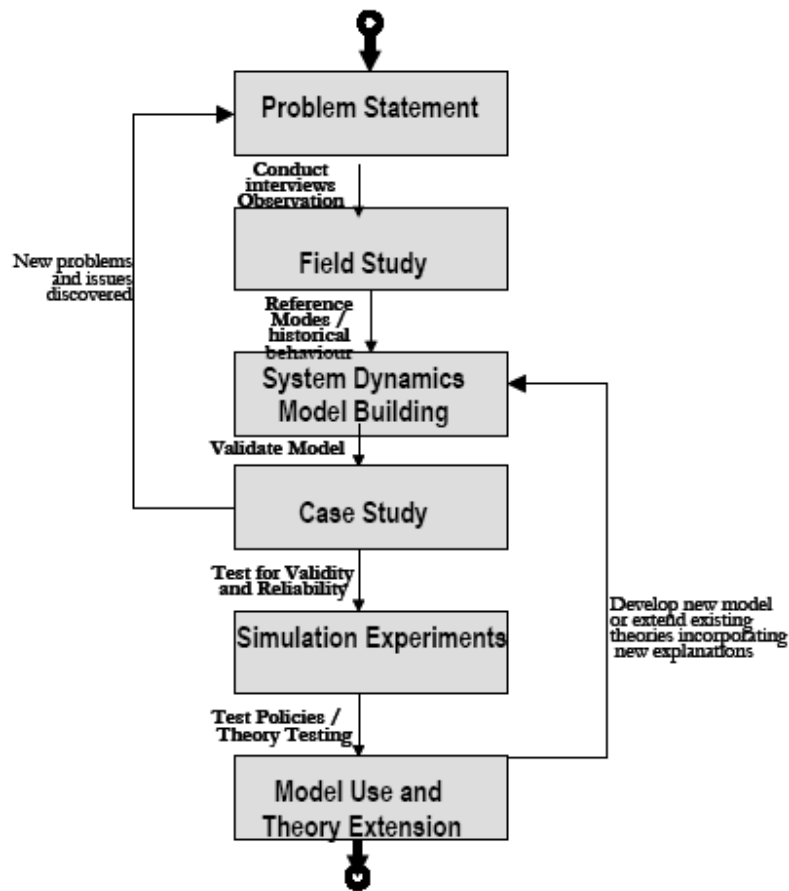 Problem Statement
Conduct
interviews
Observation
Field Study
New problems
and issues
discovered
Reference
Modes /
historical
behaviour
System Dynamics
Model Building
Validate Model
Case Study
Test for Validity
and Reliability
Develop new model
or extend existing
theories incorporating
new explanations
Simulation Experiments
Test Policies /
Theory Testing
Model Use and
Theory Extension